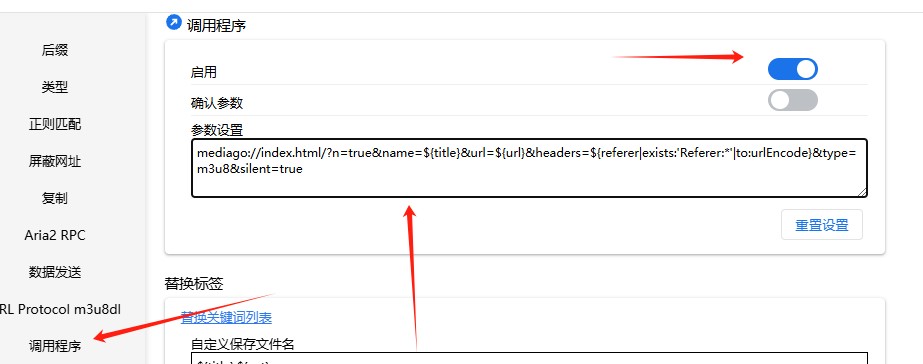 调用程序
后缀
类型
正则匹配
屏蔽网址
复制
Aria2 RPC
数据发送
RL Protocol m3u8dl
调用程序
启用
确认参数
参数设置
mediago://index.html/?n=true&name=${title}&url=${url}&headers=${referer|exists:'Referer:*'|to:urlEncode}&type=
m3u8&silent=true
重置设置
替换标签
替换关键词列表
自定义保存文件名